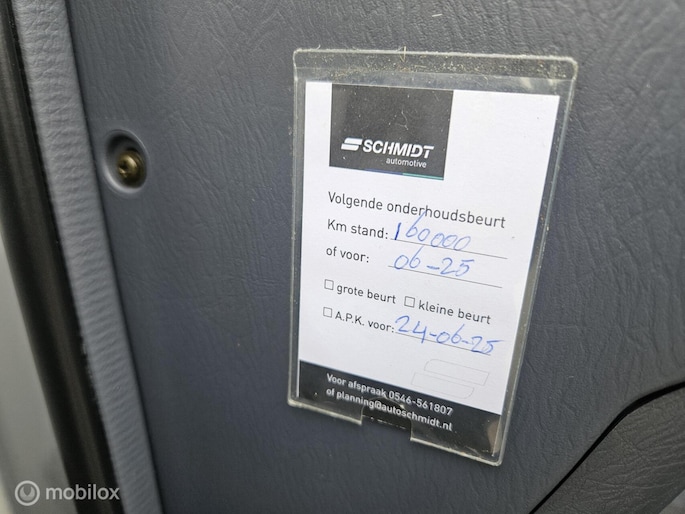 SCHMIDT
automotive
Volgende onderhoudsbeurt
Km stand: 160000
of voor: 06-25
grote beurt kleine beurt
A.P.K. voor: 24-06-25
Voor afspraak 0546-561807
of planning@autoschmidt.nl
mobilox